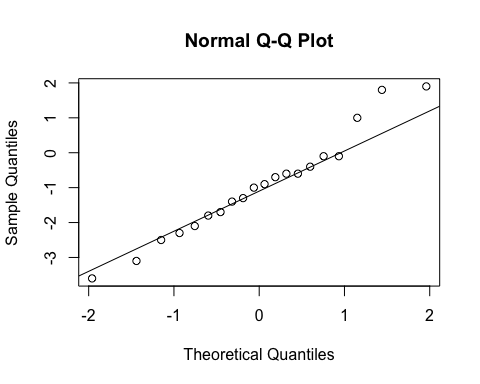 Normal Q-Q Plot
Sample Quantiles
2
1
0
-1
-2
-3
-2 -1 0 1 2
Theoretical Quantiles